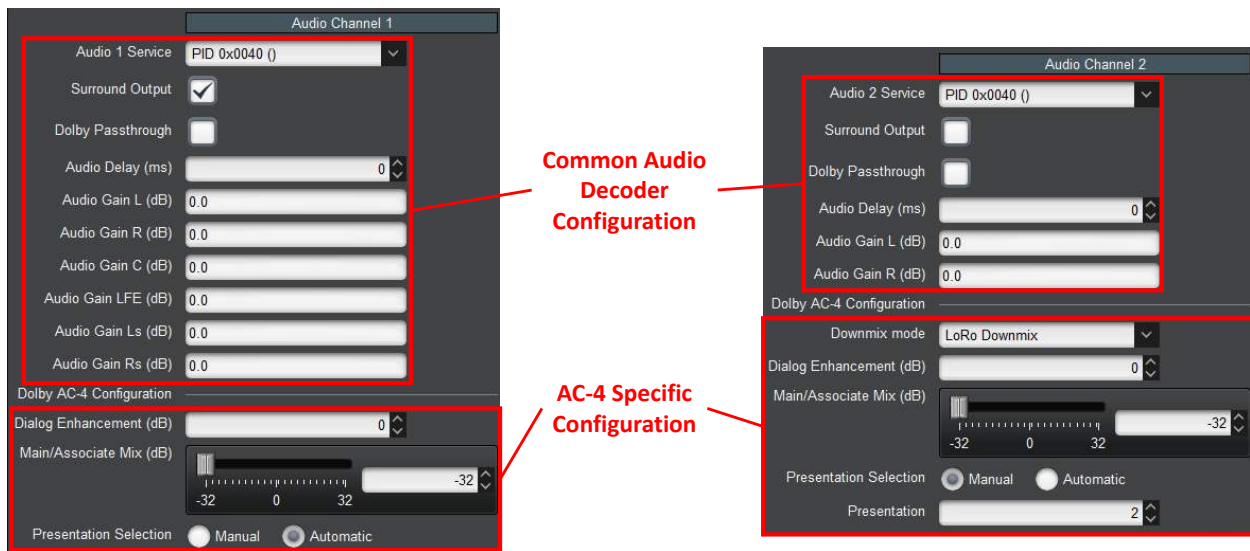 Audio Channel 1
Audio 1 Service PID 0x0040 ()
Surround Output
Dolby Passthrough
Audio Delay (ms) 0
Audio Gain L (dB) 0.0
Audio Gain R (dB) 0.0
Audio Gain C (dB) 0.0
Audio Gain LFE (dB) 0.0
Audio Gain Ls (dB) 0.0
Audio Gain Rs (dB) 0.0
Dolby AC-4 Configuration
Dialog Enhancement (dB) 0
Main/Associate Mix (dB)
-32
-32 0 32
Presentation Selection Manual Automatic
Common Audio
Decoder
Configuration
AC-4 Specific
Configuration
Audio Channel 2
Audio 2 Service PID 0x0040 ()
Surround Output
Dolby Passthrough
Audio Delay (ms) 0
Audio Gain L (dB) 0.0
Audio Gain R (dB) 0.0
Dolby AC-4 Configuration
Downmix mode LoRo Downmix
Dialog Enhancement (dB) 0
Main/Associate Mix (dB)
-32
-32 0 32
Presentation Selection Manual Automatic
Presentation 2